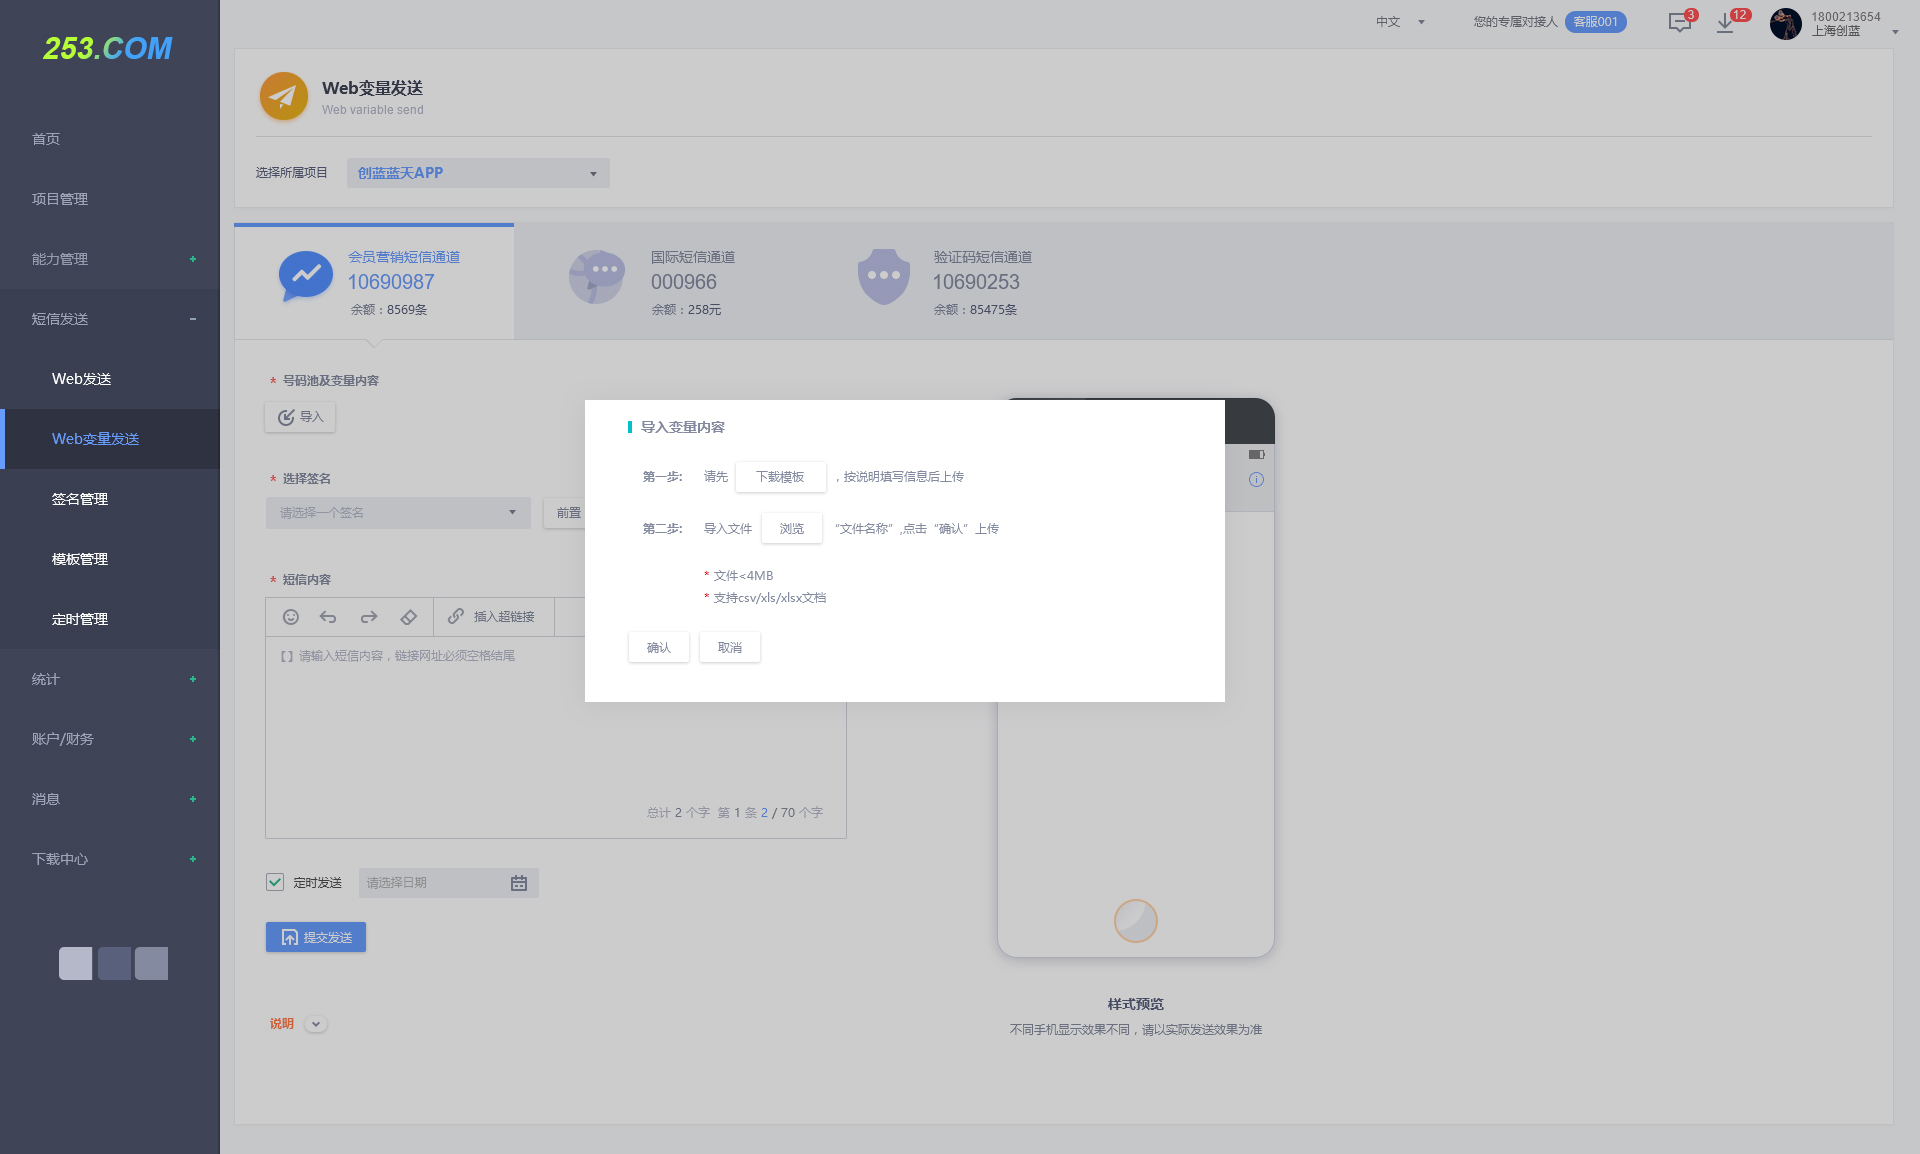 253.COM
首页
项目管理
能力管理 +
短信发送 -
Web发送
Web变量发送
签名管理
模板管理
定时管理
统计 +
账户/财务 +
消息 +
下载中心 +
中文
您的专属对接人 客服001
3
12
1800213654
上海创蓝
Web变量发送
Web variable send
选择所属项目 创蓝蓝天APP
会员营销短信通道
10690987
余额：8569条
国际短信通道
000966
余额：258元
验证码短信通道
10690253
余额：85475条
* 号码池及变量内容
导入
* 选择签名
请选择一个签名
前置
* 短信内容
插入超链接
【】请输入短信内容，链接网址必须空格结尾
总计 2 个字 第 1 条 2 / 70 个字
定时发送 请选择日期
提交发送
说明
导入变量内容
第一步: 请先 下载模板 ，按说明填写信息后上传
第二步: 导入文件 浏览 “文件名称”,点击“确认”上传
* 文件<4MB
* 支持csv/xls/xlsx文档
确认 取消
样式预览
不同手机显示效果不同，请以实际发送效果为准